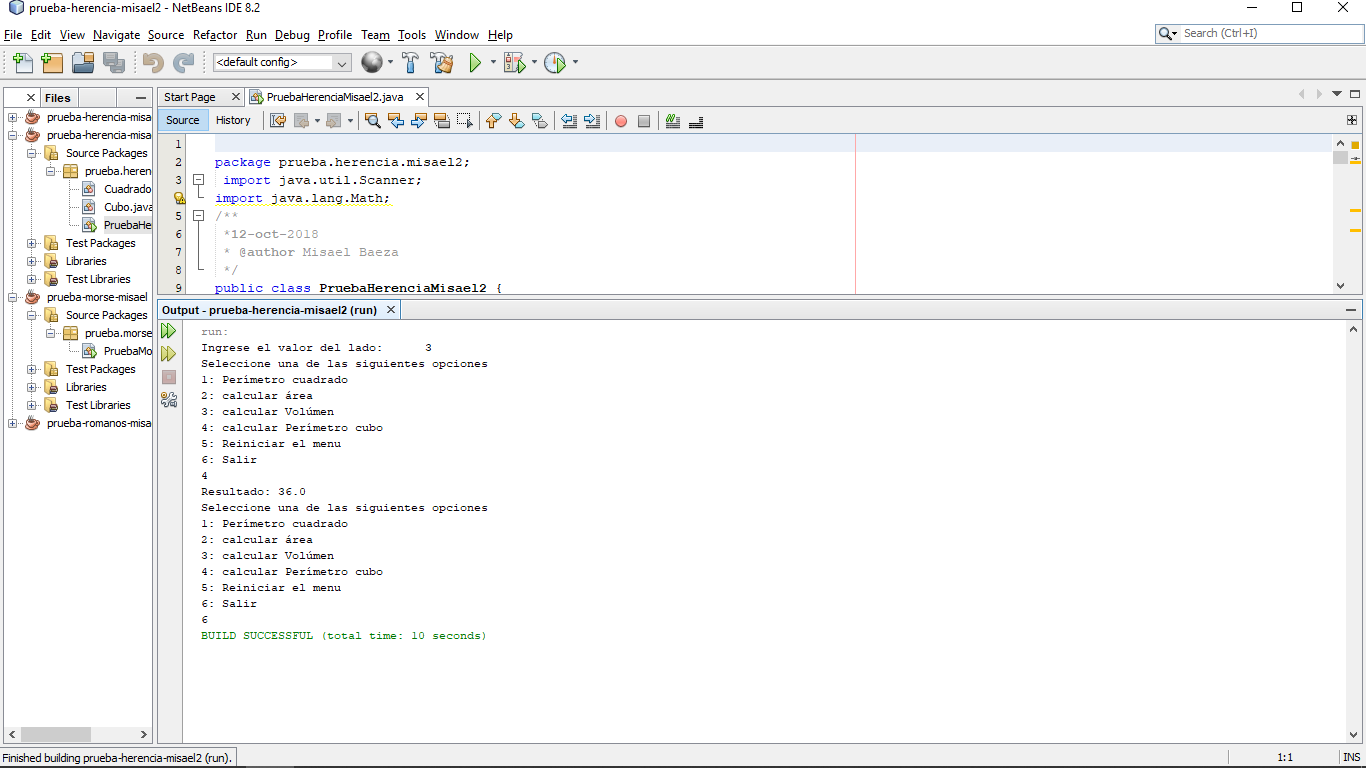 prueba-herencia-misael2 - NetBeans IDE 8.2
File Edit View Navigate Source Refactor Run Debug Profile Team Tools Window Help
Search (Ctrl+I)
<default config>
Files
Start Page
PruebaHerenciaMisael2.java
Source
History
prueba-herencia-misa
prueba-herencia-misa
Source Packages
prueba.heren
Cuadrado
Cubo.java
PruebaHe
Test Packages
Libraries
Test Libraries
prueba-morse-misael
Source Packages
prueba.morse
PruebaMo
Test Packages
Libraries
Test Libraries
prueba-romanos-misa
1
2 package prueba.herencia.misael2;
3 import java.util.Scanner;
import java.lang.Math;
5 /**
6 *12-oct-2018
7 * @author Misael Baeza
8 */
9 public class PruebaHerenciaMisael2 {
Output - prueba-herencia-misael2 (run)
run:
Ingrese el valor del lado: 3
Seleccione una de las siguientes opciones
1: Perímetro cuadrado
2: calcular área
3: calcular Volúmen
4: calcular Perímetro cubo
5: Reiniciar el menu
6: Salir
4
Resultado: 36.0
Seleccione una de las siguientes opciones
1: Perímetro cuadrado
2: calcular área
3: calcular Volúmen
4: calcular Perímetro cubo
5: Reiniciar el menu
6: Salir
6
BUILD SUCCESSFUL (total time: 10 seconds)
Finished building prueba-herencia-misael2 (run).
1:1
INS